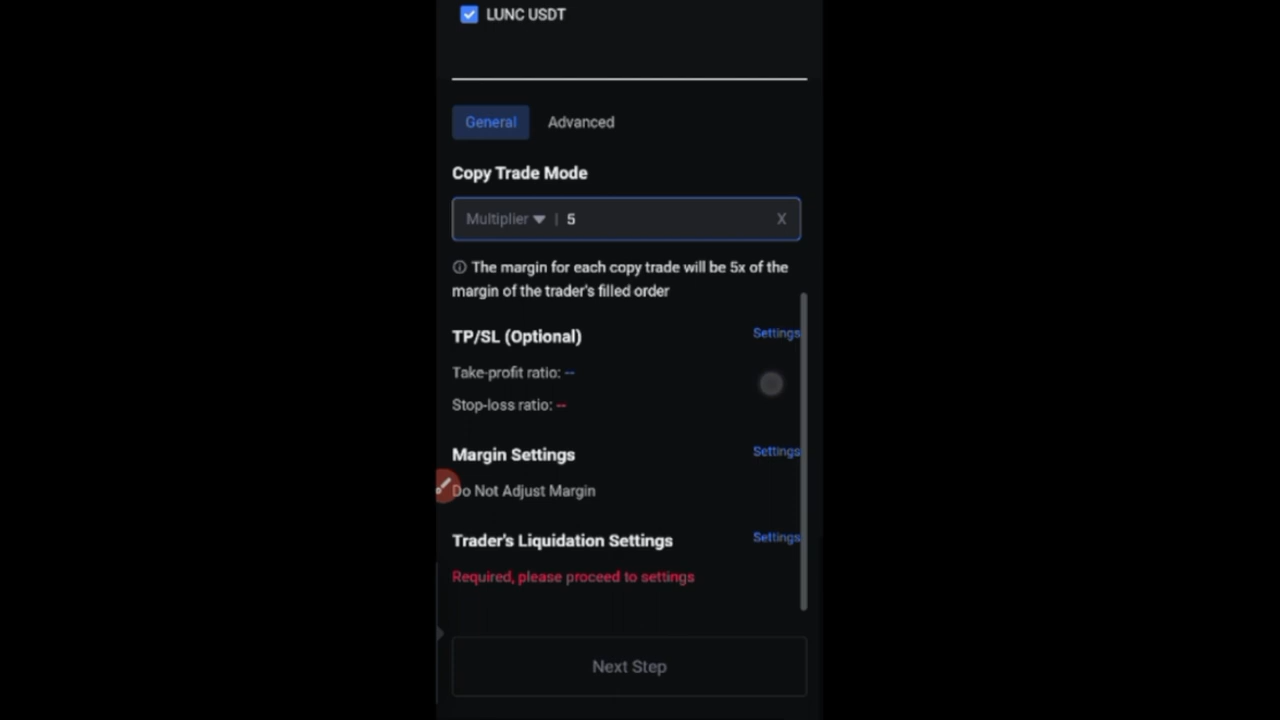 LUNC USDT
General Advanced
Copy Trade Mode
Multiplier | 5 X
The margin for each copy trade will be 5x of the
margin of the trader's filled order
TP/SL (Optional) Settings
Take-profit ratio: --
Stop-loss ratio: --
Margin Settings Settings
Do Not Adjust Margin
Trader's Liquidation Settings Settings
Required, please proceed to settings
Next Step